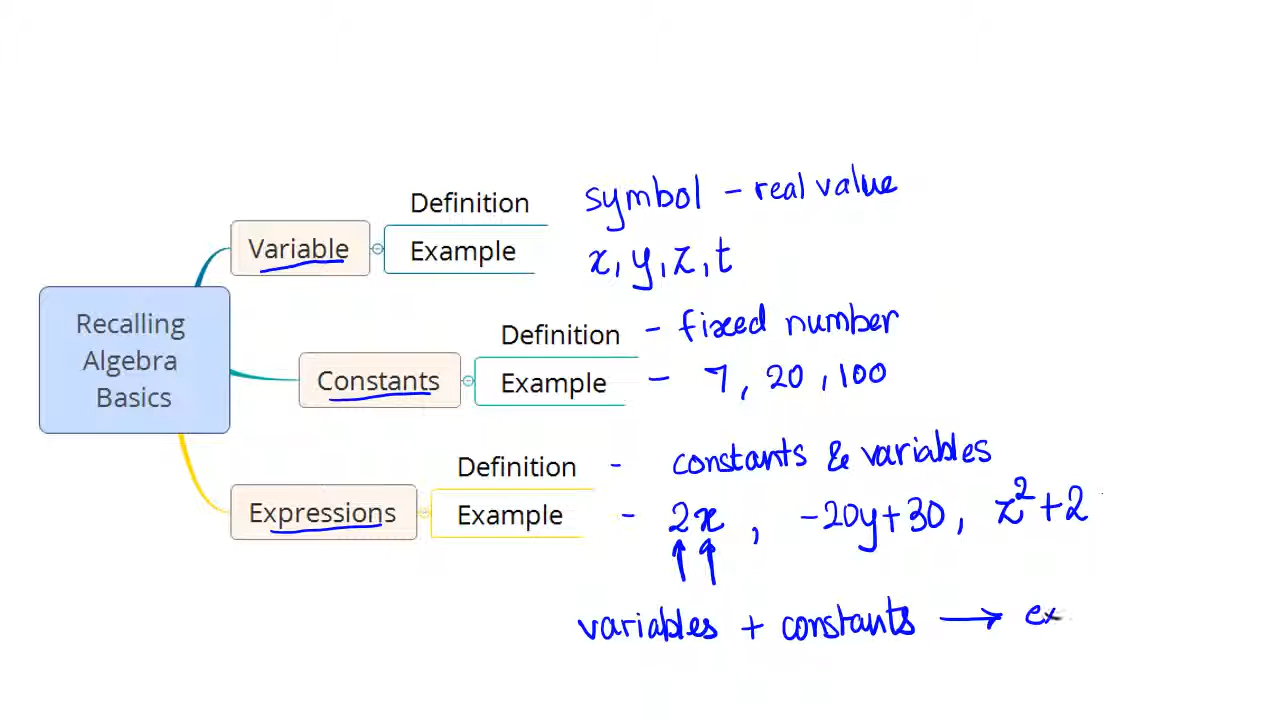 Recalling
Algebra
Basics
Variable
Definition symbol - real value
Example x, y, z, t
Constants
Definition - fixed number
Example - 7, 20, 100
Expressions
Definition - constants & variables
Example - 2x, -20y+30, z²+2
variables + constants → ex